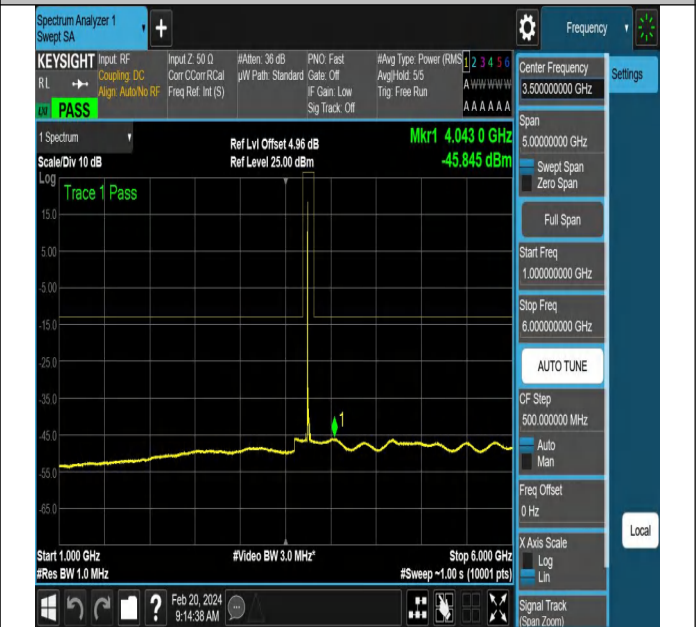 Spectrum Analyzer 1
Swept SA
+
Frequency
KEYSIGHT
RL
PASS
Input: RF
Coupling: DC
Align: Auto/No RF
Input Z: 50 Ω
Corr CCorr RCal
Freq Ref: Int (S)
#Atten: 36 dB
µW Path: Standard
PNO: Fast
Gate: Off
IF Gain: Low
Sig Track: Off
#Avg Type: Power (RMS
Avg|Hold: 5/5
Trig: Free Run
1 2 3 4 5 6
A W W W W W
A A A A A A
1 Spectrum
Scale/Div 10 dB
Ref Lvl Offset 4.96 dB
Ref Level 25.00 dBm
Mkr1 4.043 0 GHz
-45.845 dBm
Log
Trace 1 Pass
15.0
5.00
-5.00
-15.0
-25.0
-35.0
-45.0
-55.0
-65.0
1
Start 1.000 GHz
#Res BW 1.0 MHz
#Video BW 3.0 MHz*
Stop 6.000 GHz
#Sweep ~1.00 s (10001 pts)
?
Feb 20, 2024
9:14:38 AM
Center Frequency
3.500000000 GHz
Span
5.00000000 GHz
Swept Span
Zero Span
Full Span
Start Freq
1.000000000 GHz
Stop Freq
6.000000000 GHz
AUTO TUNE
CF Step
500.000000 MHz
Auto
Man
Freq Offset
0 Hz
X Axis Scale
Log
Lin
Signal Track
(Span Zoom)
Settings
Local